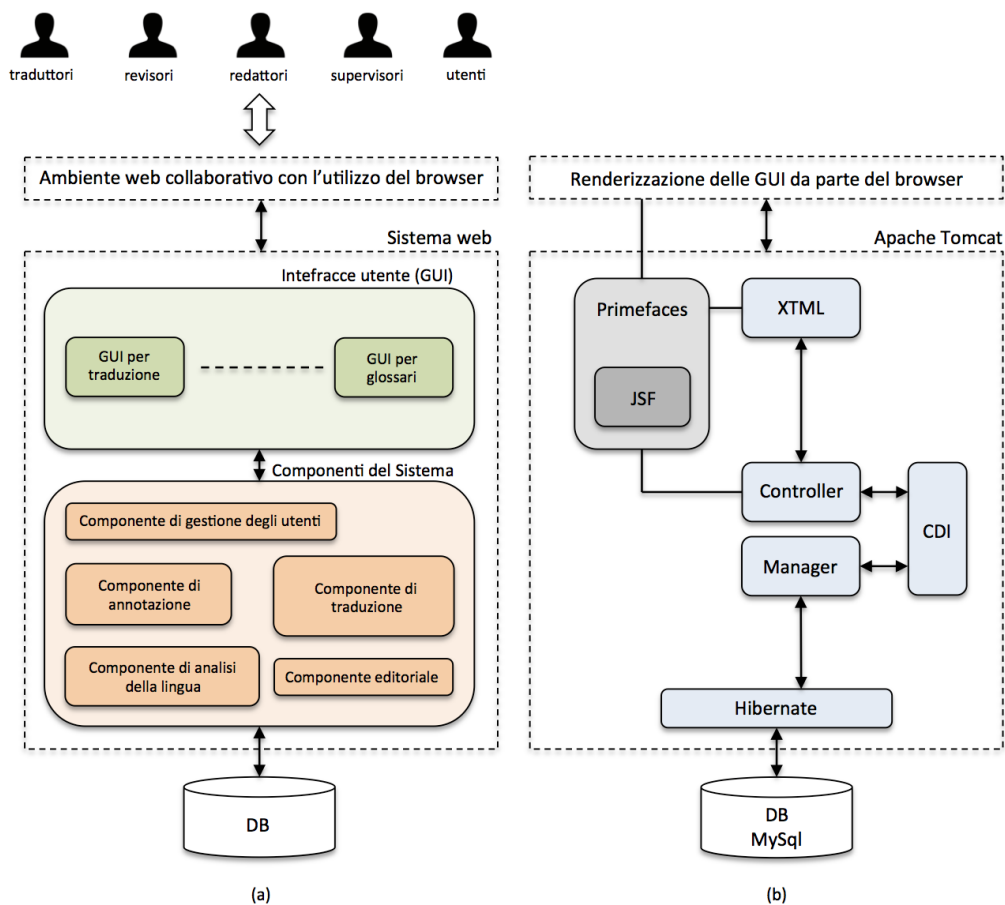 traduttori
revisori
redattori
supervisori
utenti
Ambiente web collaborativo con l'utilizzo del browser
Sistema web
Intefracce utente (GUI)
GUI per
traduzione
GUI per
glossari
Componenti del Sistema
Componente di gestione degli utenti
Componente di
annotazione
Componente di
traduzione
Componente di analisi
della lingua
Componente editoriale
DB
(a)
Renderizzazione delle GUI da parte del browser
Apache Tomcat
Primefaces
JSF
XTML
Controller
CDI
Manager
Hibernate
DB
MySql
(b)